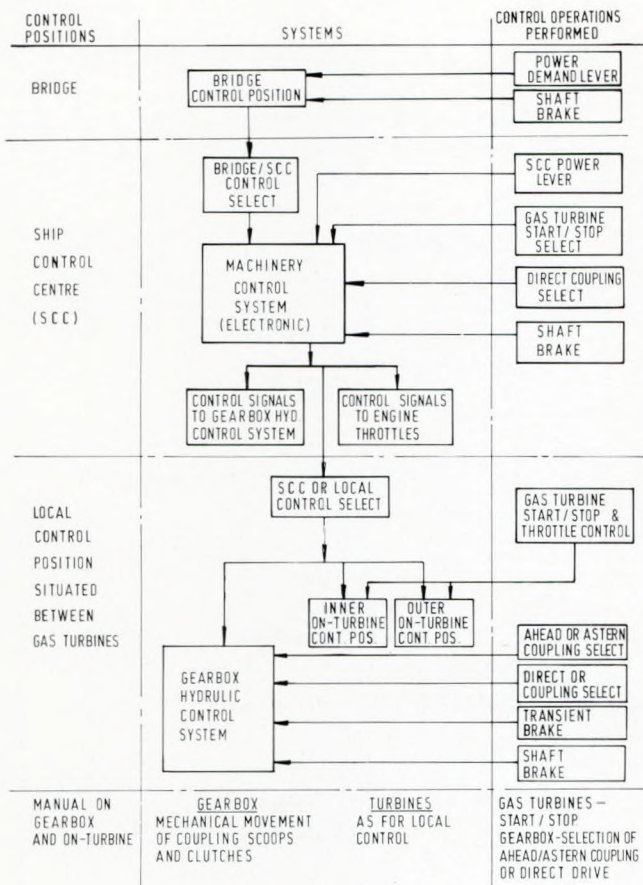 CONTROL
POSITIONS
SYSTEMS
CONTROL OPERATIONS
PERFORMED
BRIDGE
BRIDGE
CONTROL POSITION
POWER
DEMAND LEVER
SHAFT
BRAKE
SHIP
CONTROL
CENTRE
(SCC)
BRIDGE/SCC
CONTROL
SELECT
MACHINERY
CONTROL
SYSTEM
(ELECTRONIC)
CONTROL SIGNALS
TO GEARBOX HYD
CONTROL SYSTEM
CONTROL SIGNALS
TO ENGINE
THROTTLES
SCC POWER
LEVER
GAS TURBINE
START/STOP
SELECT
DIRECT COUPLING
SELECT
SHAFT
BRAKE
LOCAL
CONTROL
POSITION
SITUATED
BETWEEN
GAS TURBINES
SCC OR LOCAL
CONTROL SELECT
INNER
ON-TURBINE
CONT. POS.
OUTER
ON-TURBINE
CONT. POS.
GEARBOX
HYDRULIC
CONTROL
SYSTEM
GAS TURBINE
START/STOP &
THROTTLE CONTROL
AHEAD OR ASTERN
COUPLING SELECT
DIRECT OR
COUPLING SELECT
TRANSIENT
BRAKE
SHAFT
BRAKE
MANUAL ON
GEARBOX
AND ON-TURBINE
GEARBOX
MECHANICAL MOVEMENT
OF COUPLING SCOOPS
AND CLUTCHES
TURBINES
AS FOR LOCAL
CONTROL
GAS TURBINES –
START / STOP
GEARBOX-SELECTION OF
AHEAD/ASTERN COUPLING
OR DIRECT DRIVE